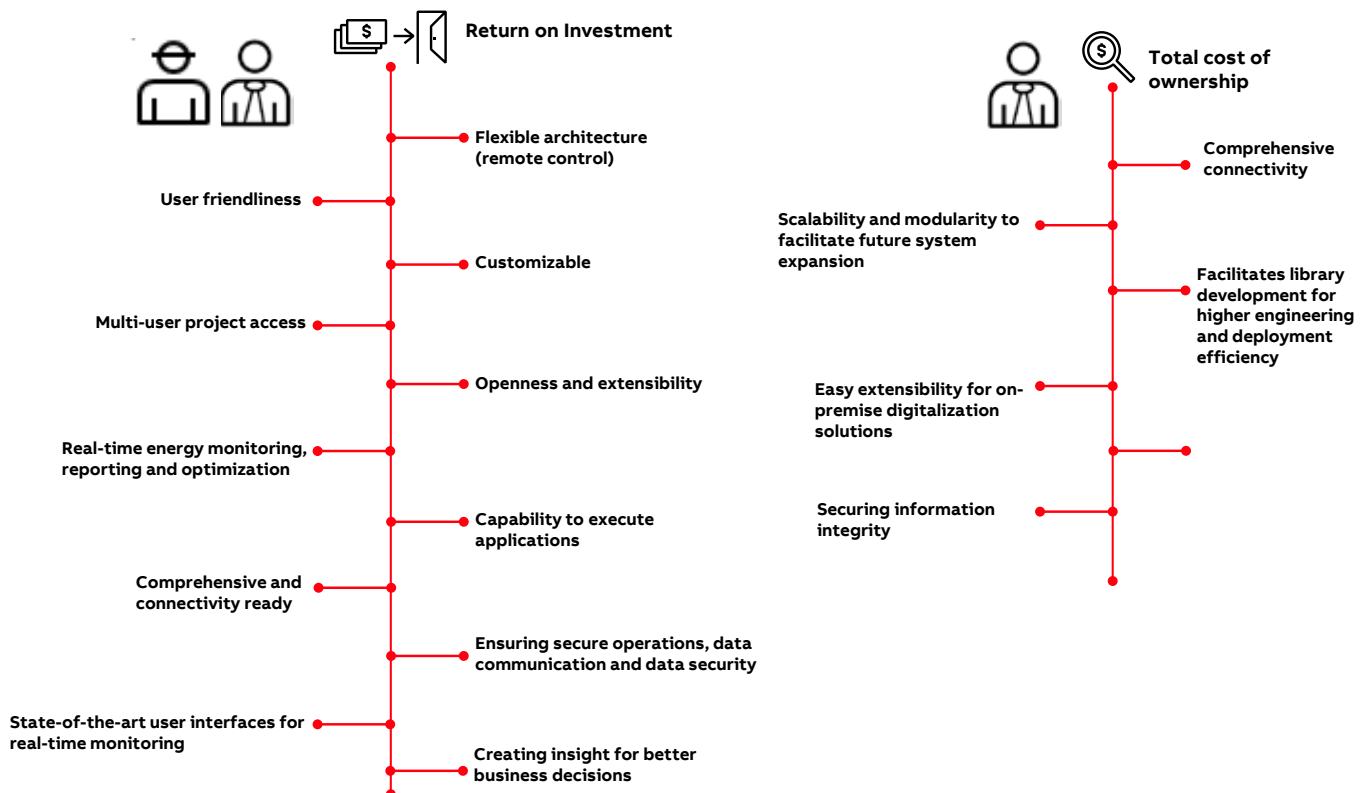 $
Return on Investment
Flexible architecture
(remote control)
User friendliness
Customizable
Multi-user project access
Openness and extensibility
Real-time energy monitoring,
reporting and optimization
Capability to execute
applications
Comprehensive and
connectivity ready
Ensuring secure operations, data
communication and data security
State-of-the-art user interfaces for
real-time monitoring
Creating insight for better
business decisions
$
Total cost of
ownership
Comprehensive
connectivity
Scalability and modularity to
facilitate future system
expansion
Facilitates library
development for
higher engineering
and deployment
efficiency
Easy extensibility for on-
premise digitalization
solutions
Securing information
integrity